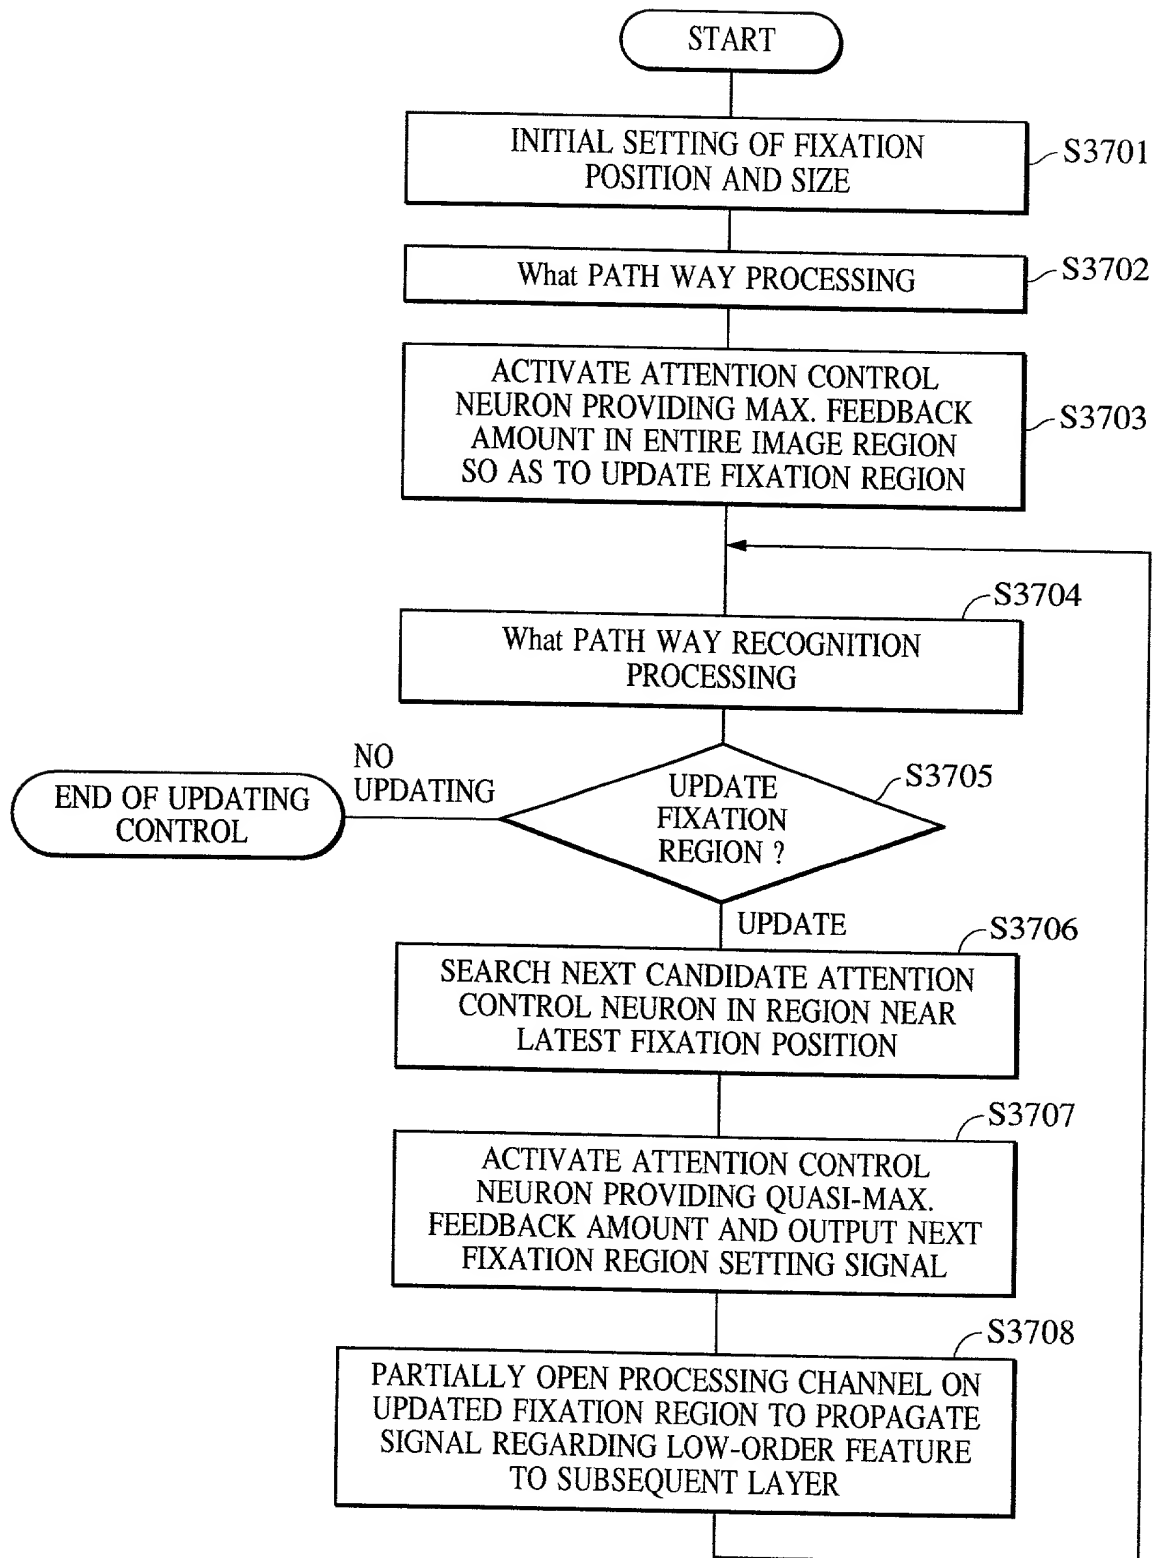 START
INITIAL SETTING OF FIXATION
POSITION AND SIZE
S3701
What PATH WAY PROCESSING
S3702
ACTIVATE ATTENTION CONTROL
NEURON PROVIDING MAX. FEEDBACK
AMOUNT IN ENTIRE IMAGE REGION
SO AS TO UPDATE FIXATION REGION
S3703
S3704
What PATH WAY RECOGNITION
PROCESSING
NO
UPDATING
S3705
UPDATE
FIXATION
REGION ?
END OF UPDATING
CONTROL
UPDATE
S3706
SEARCH NEXT CANDIDATE ATTENTION
CONTROL NEURON IN REGION NEAR
LATEST FIXATION POSITION
S3707
ACTIVATE ATTENTION CONTROL
NEURON PROVIDING QUASI-MAX.
FEEDBACK AMOUNT AND OUTPUT NEXT
FIXATION REGION SETTING SIGNAL
S3708
PARTIALLY OPEN PROCESSING CHANNEL ON
UPDATED FIXATION REGION TO PROPAGATE
SIGNAL REGARDING LOW-ORDER FEATURE
TO SUBSEQUENT LAYER